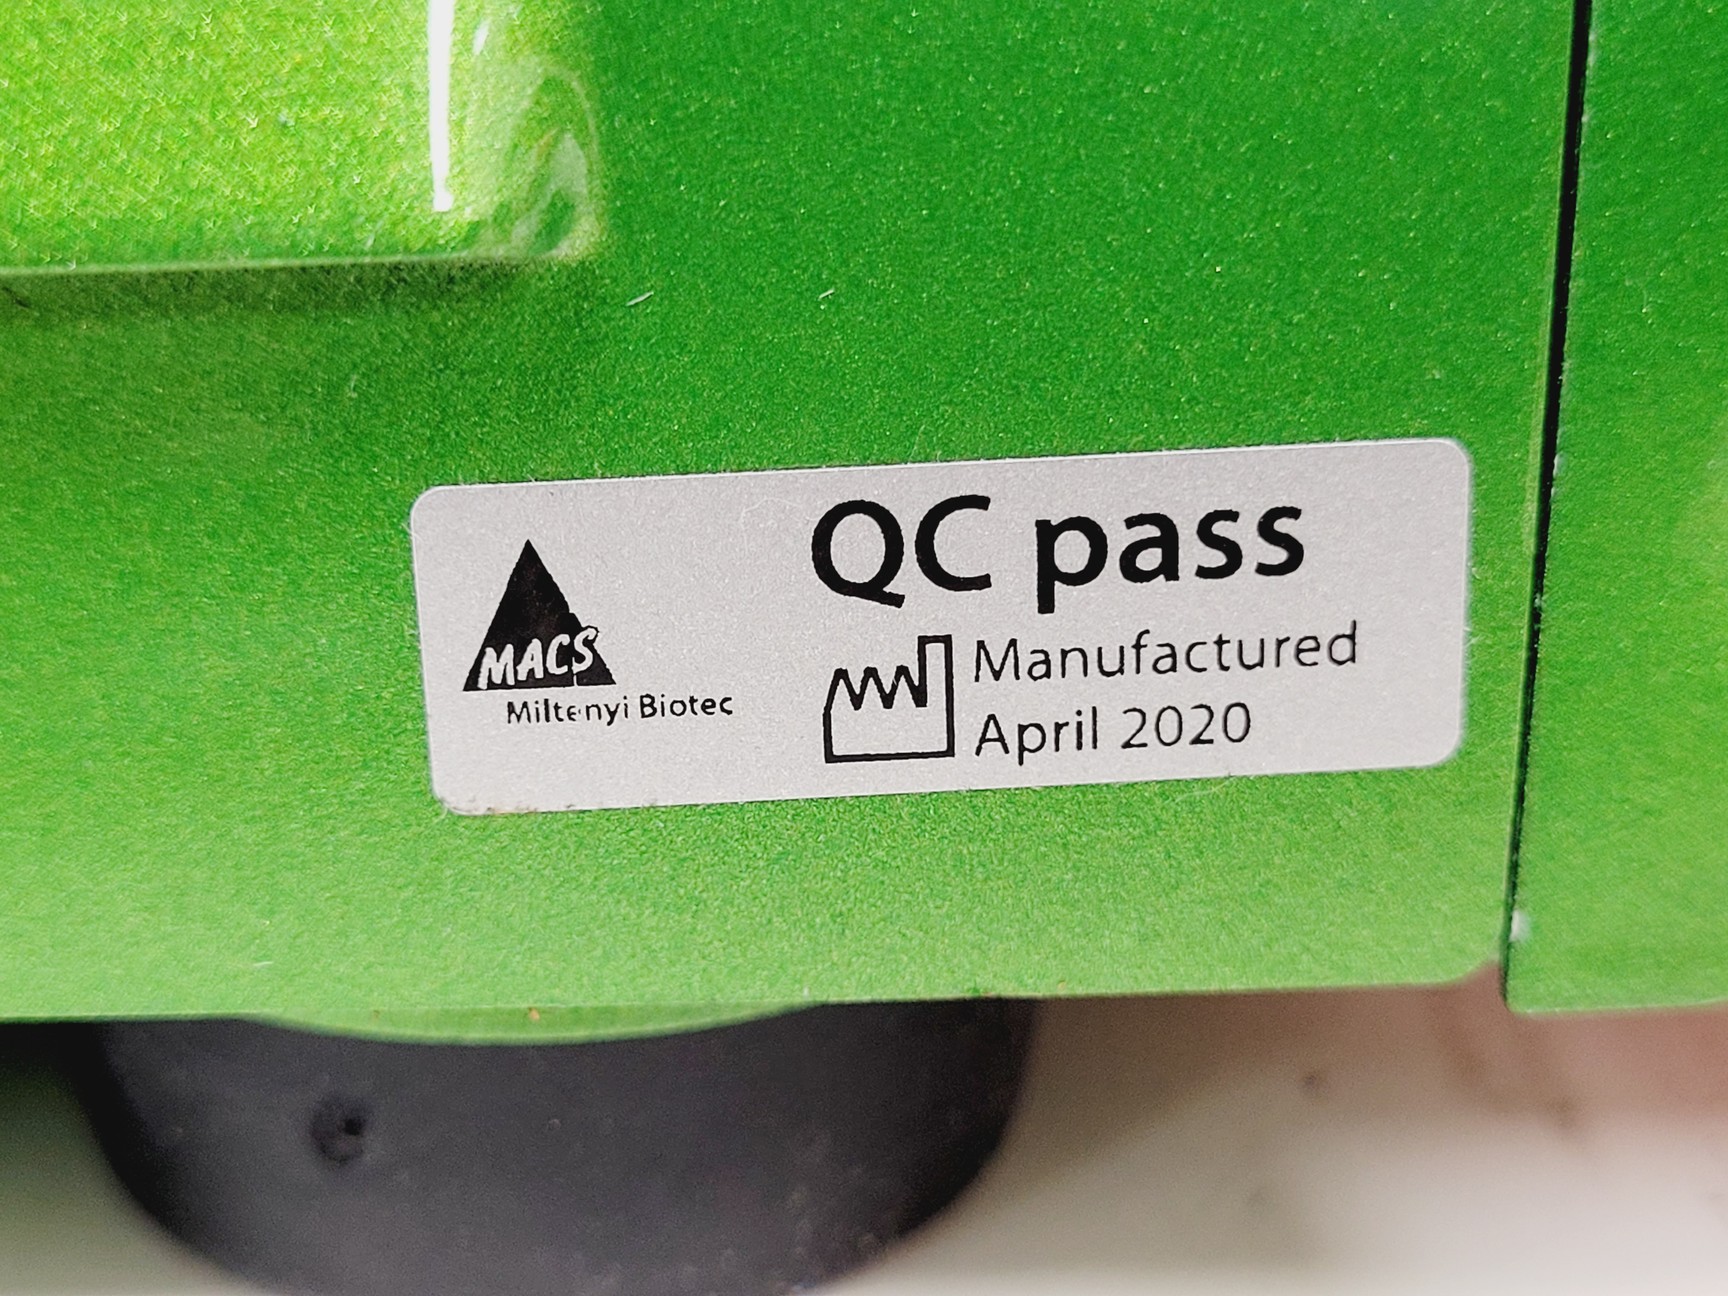 QC pass
MACS
Miltenyi Biotec
Manufactured
April 2020